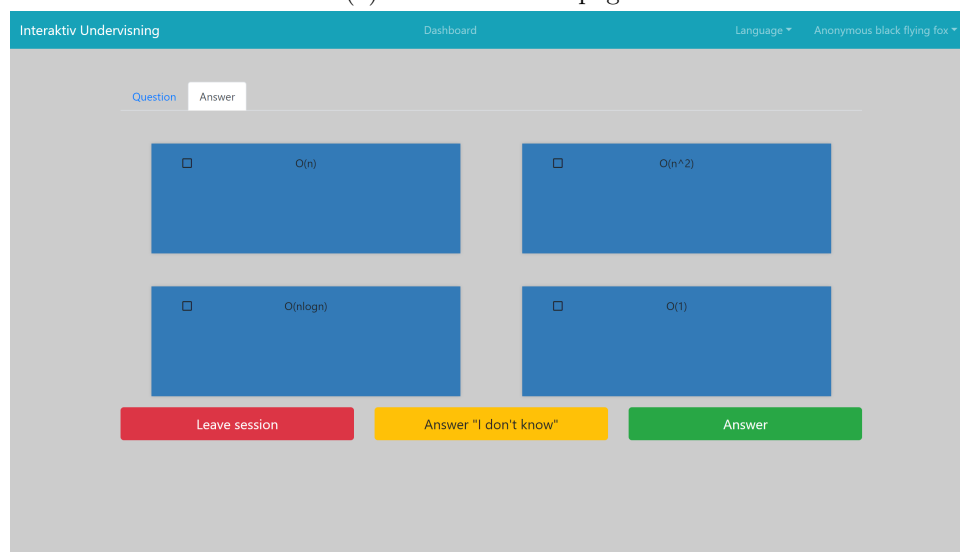 Interaktiv Undervisning Dashboard Language Anonymous black flying fox
Question Answer
O(n) O(n^2)
O(nlogn) O(1)
Leave session Answer "I don't know" Answer